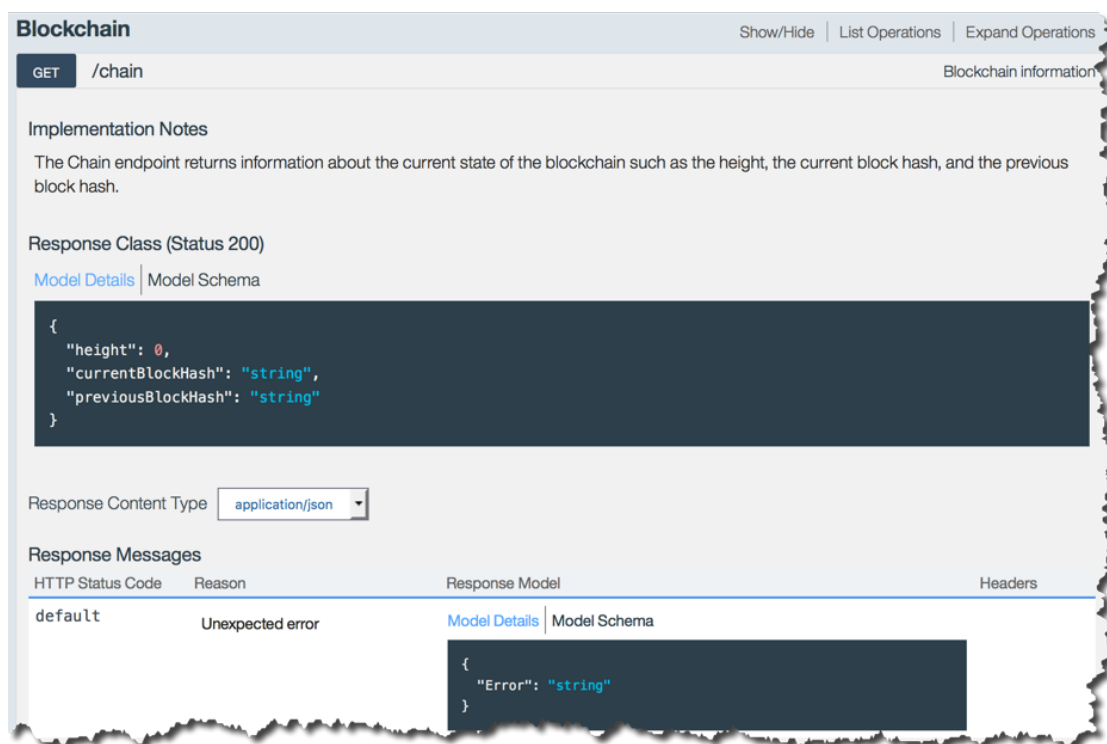 Blockchain
Show/Hide | List Operations | Expand Operations
GET /chain Blockchain information
Implementation Notes
The Chain endpoint returns information about the current state of the blockchain such as the height, the current block hash, and the previous
block hash.
Response Class (Status 200)
Model Details | Model Schema
{
"height": 0,
"currentBlockHash": "string",
"previousBlockHash": "string"
}
Response Content Type application/json
Response Messages
HTTP Status Code Reason Response Model Headers
default Unexpected error Model Details | Model Schema
{
"Error": "string"
}